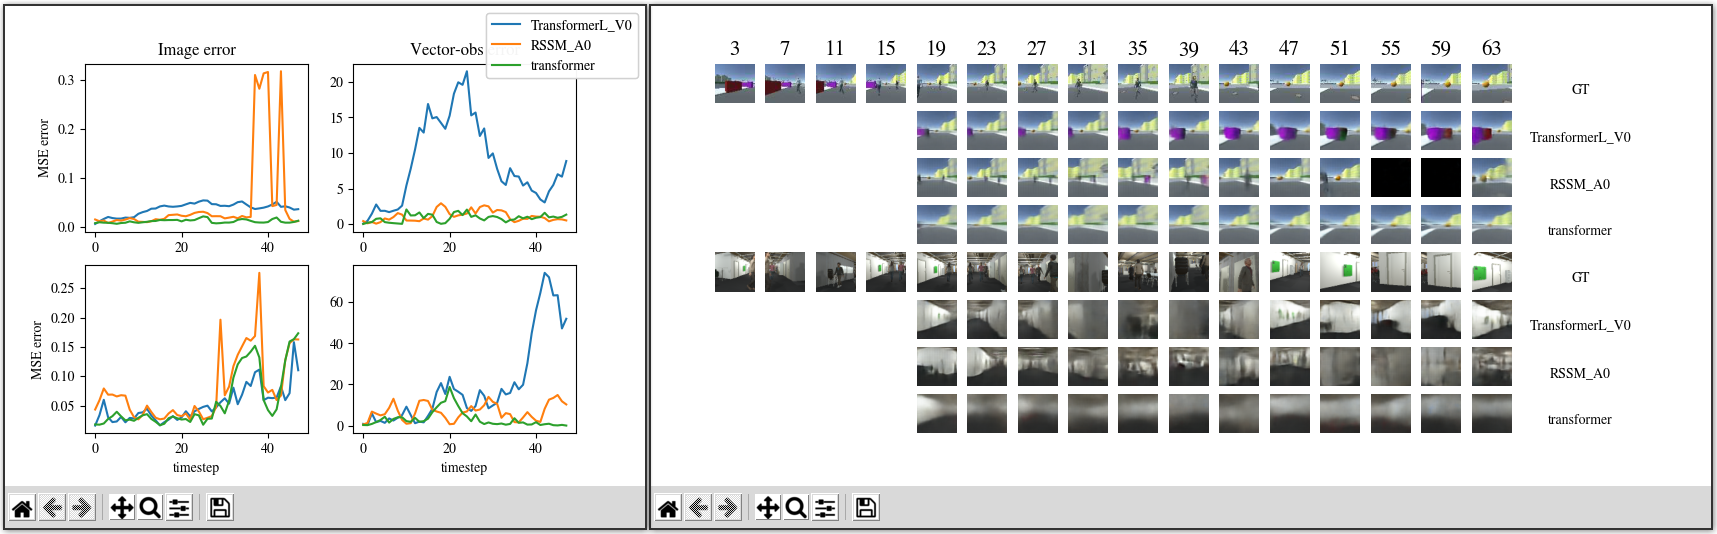 TransformerL_V0
RSSM_A0
transformer
Image error
Vector-obs
MSE error
0.3
0.2
0.1
0.0
0
20
40
20
15
10
5
0
0
20
40
MSE error
0.25
0.20
0.15
0.10
0.05
0
20
40
timestep
60
40
20
0
0
20
40
timestep
3 7 11 15 19 23 27 31 35 39 43 47 51 55 59 63
GT
TransformerL_V0
RSSM_A0
transformer
GT
TransformerL_V0
RSSM_A0
transformer